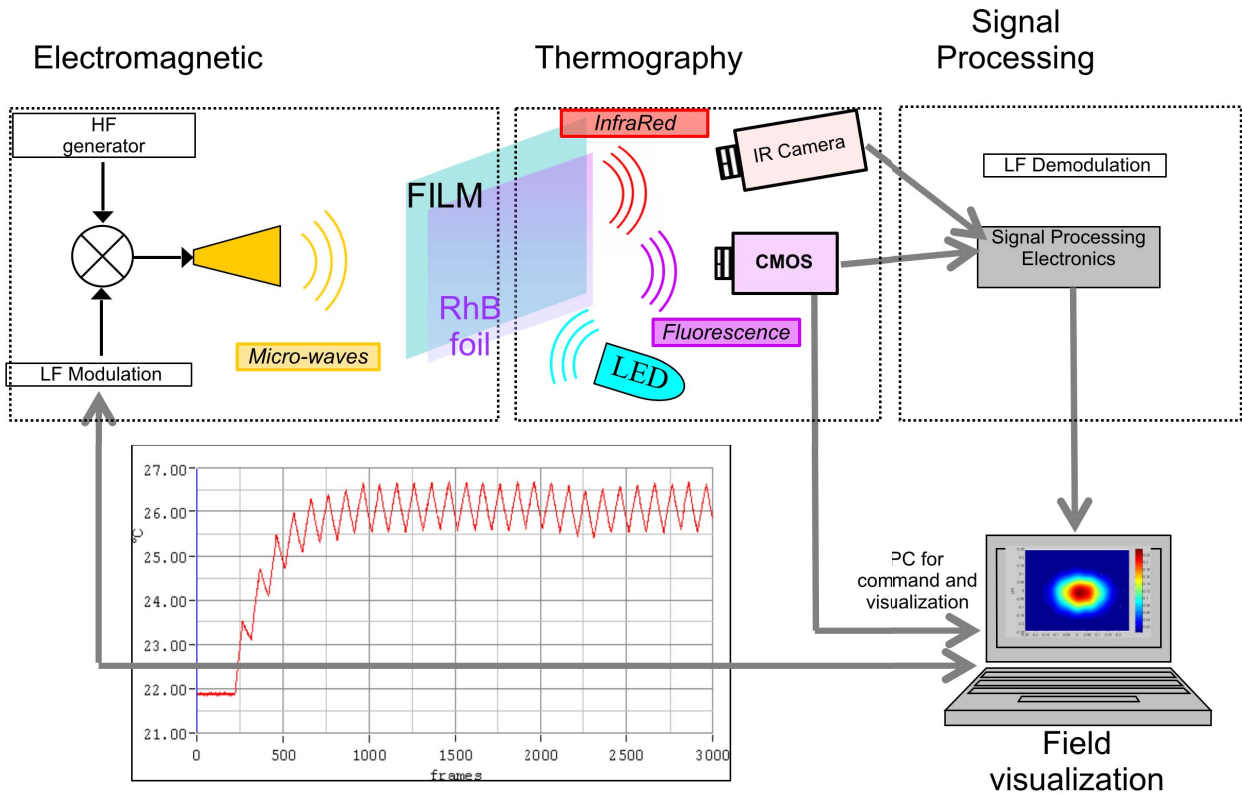 Electromagnetic
Thermography
Signal
Processing
HF
generator
LF Modulation
Micro-waves
FILM
RhB
foil
InfraRed
IR Camera
CMOS
Fluorescence
LED
LF Demodulation
Signal Processing
Electronics
27.00
26.00
25.00
24.00
23.00
22.00
21.00
°C
0
500
1000
1500
2000
2500
3000
frames
PC for
command and
visualization
Field
visualization